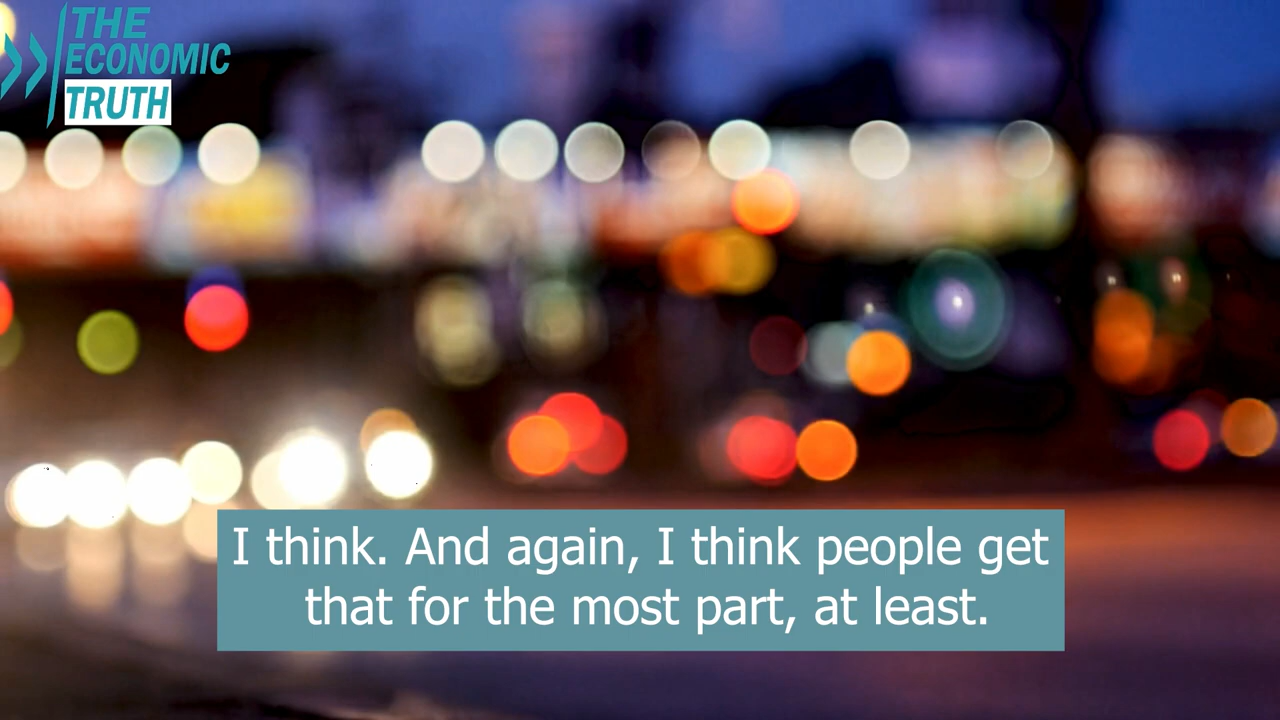 THE
ECONOMIC
TRUTH
I think. And again, I think people get
that for the most part, at least.